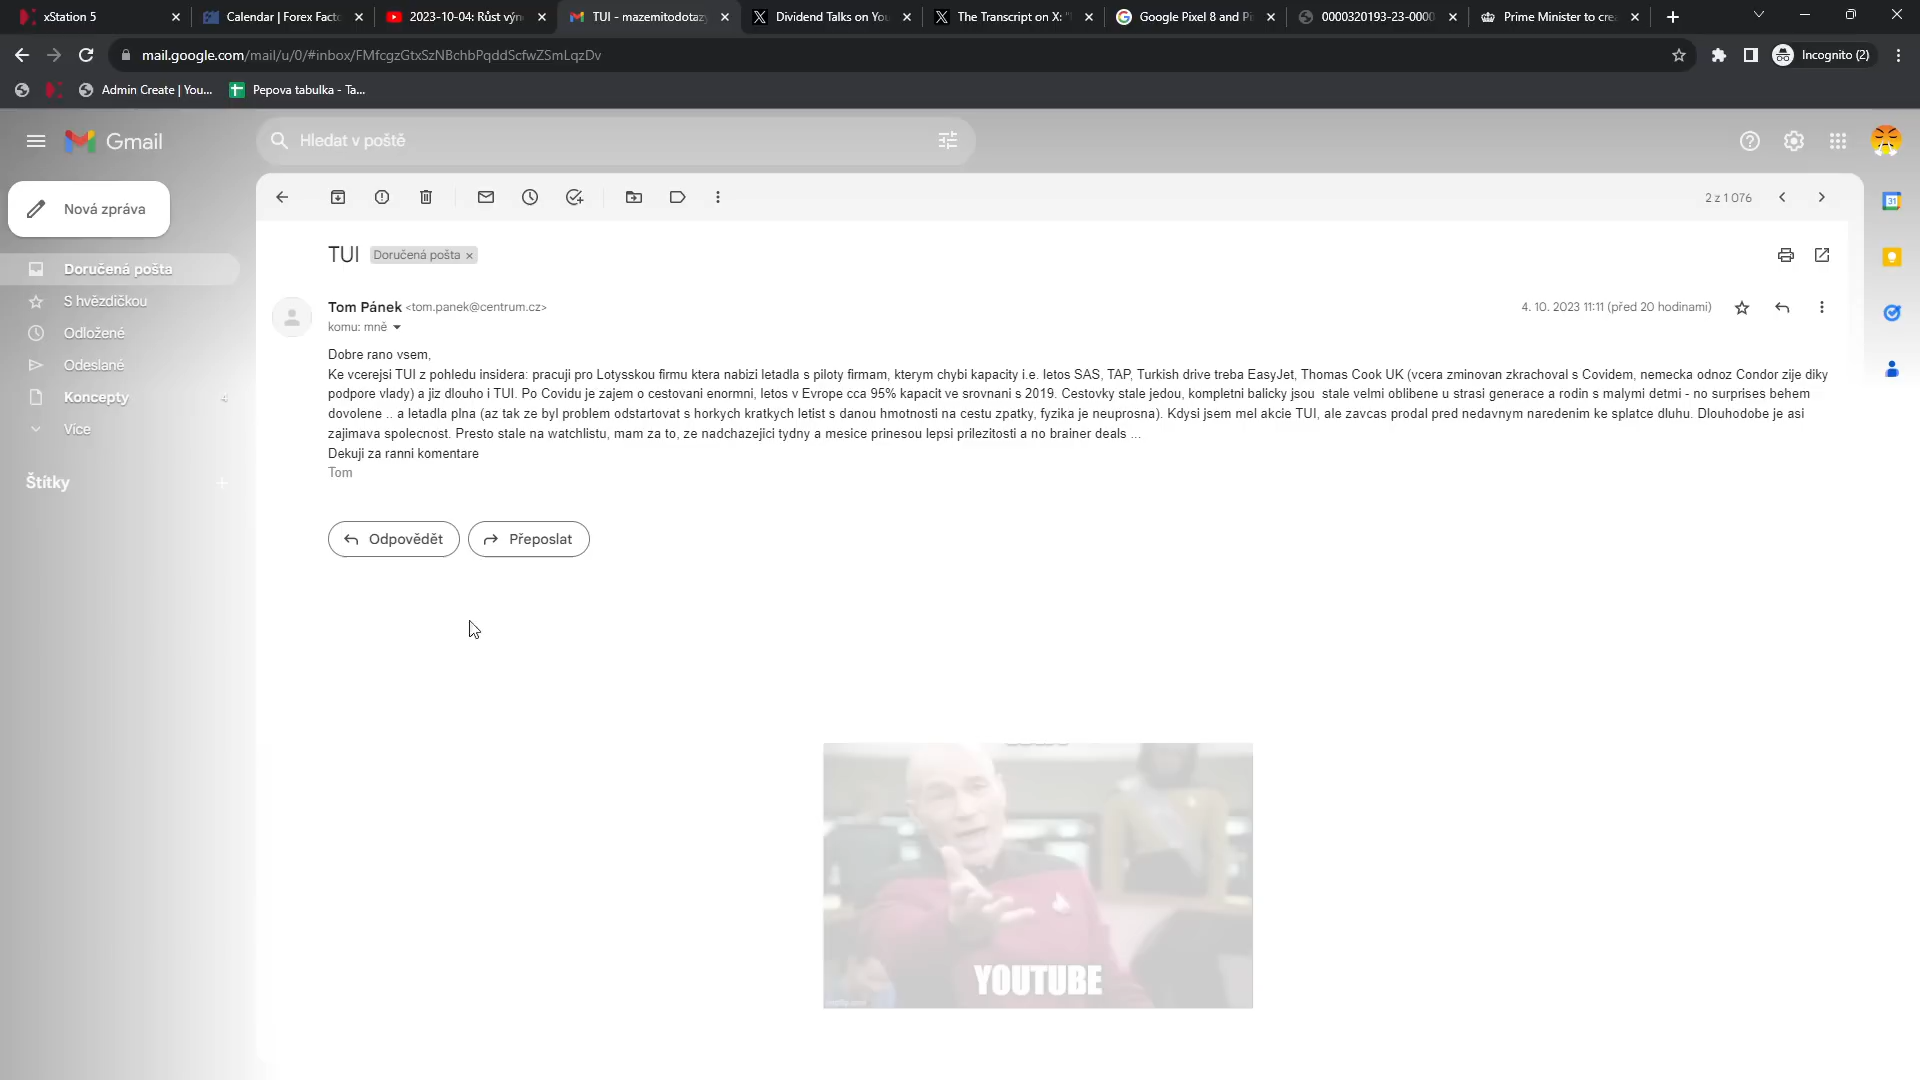 xStation 5
Calendar | Forex Facto
2023-10-04: Růst výn
TUI - mazemitodotazy
Dividend Talks on You
The Transcript on X: "I
Google Pixel 8 and Pi
0000320193-23-0000
Prime Minister to crea
mail.google.com/mail/u/0/#inbox/FMfcgzGtxSzNBchbPqddScfwZSmLqzDv
Incognito (2)
Admin Create | You...
Pepova tabulka - Ta...
Gmail
Hledat v poště
Nová zpráva
2 z 1 076
31
Doručená pošta
S hvězdičkou
Odložené
Odeslané
Koncepty
4
Více
Štítky
TUI
Doručená pošta ×
Tom Pánek <tom.panek@centrum.cz>
4. 10. 2023 11:11 (před 20 hodinami)
komu: mně
Dobre rano vsem,
Ke vcerejsi TUI z pohledu insidera: pracuji pro Lotysskou firmu ktera nabizi letadla s piloty firmam, kterym chybi kapacity i.e. letos SAS, TAP, Turkish drive treba EasyJet, Thomas Cook UK (vcera zminovan zkrachoval s Covidem, nemecka odnoz Condor zije diky
podpore vlady) a jiz dlouho i TUI. Po Covidu je zajem o cestovani enormni, letos v Evrope cca 95% kapacit ve srovnani s 2019. Cestovky stale jedou, kompletni balicky jsou  stale velmi oblibene u strasi generace a rodin s malymi detmi - no surprises behem
dovolene .. a letadla plna (az tak ze byl problem odstartovat s horkych kratkych letist s danou hmotnosti na cestu zpatky, fyzika je neuprosna). Kdysi jsem mel akcie TUI, ale zavcas prodal pred nedavnym naredenim ke splatce dluhu. Dlouhodobe je asi
zajimava spolecnost. Presto stale na watchlistu, mam za to, ze nadchazejici tydny a mesice prinesou lepsi prilezitosti a no brainer deals ...
Dekuji za ranni komentare
Tom
Odpovědět
Přeposlat
YOUTUBE
imgflip.com